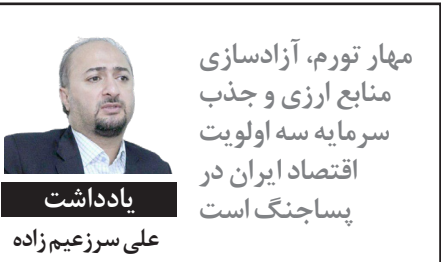 مهار تورم، آزادسازی
منابع ارزی و جذب
سرمایه سه اولویت
اقتصاد ایران در
پساجنگ است
یادداشت
علی سرزعیم زاده